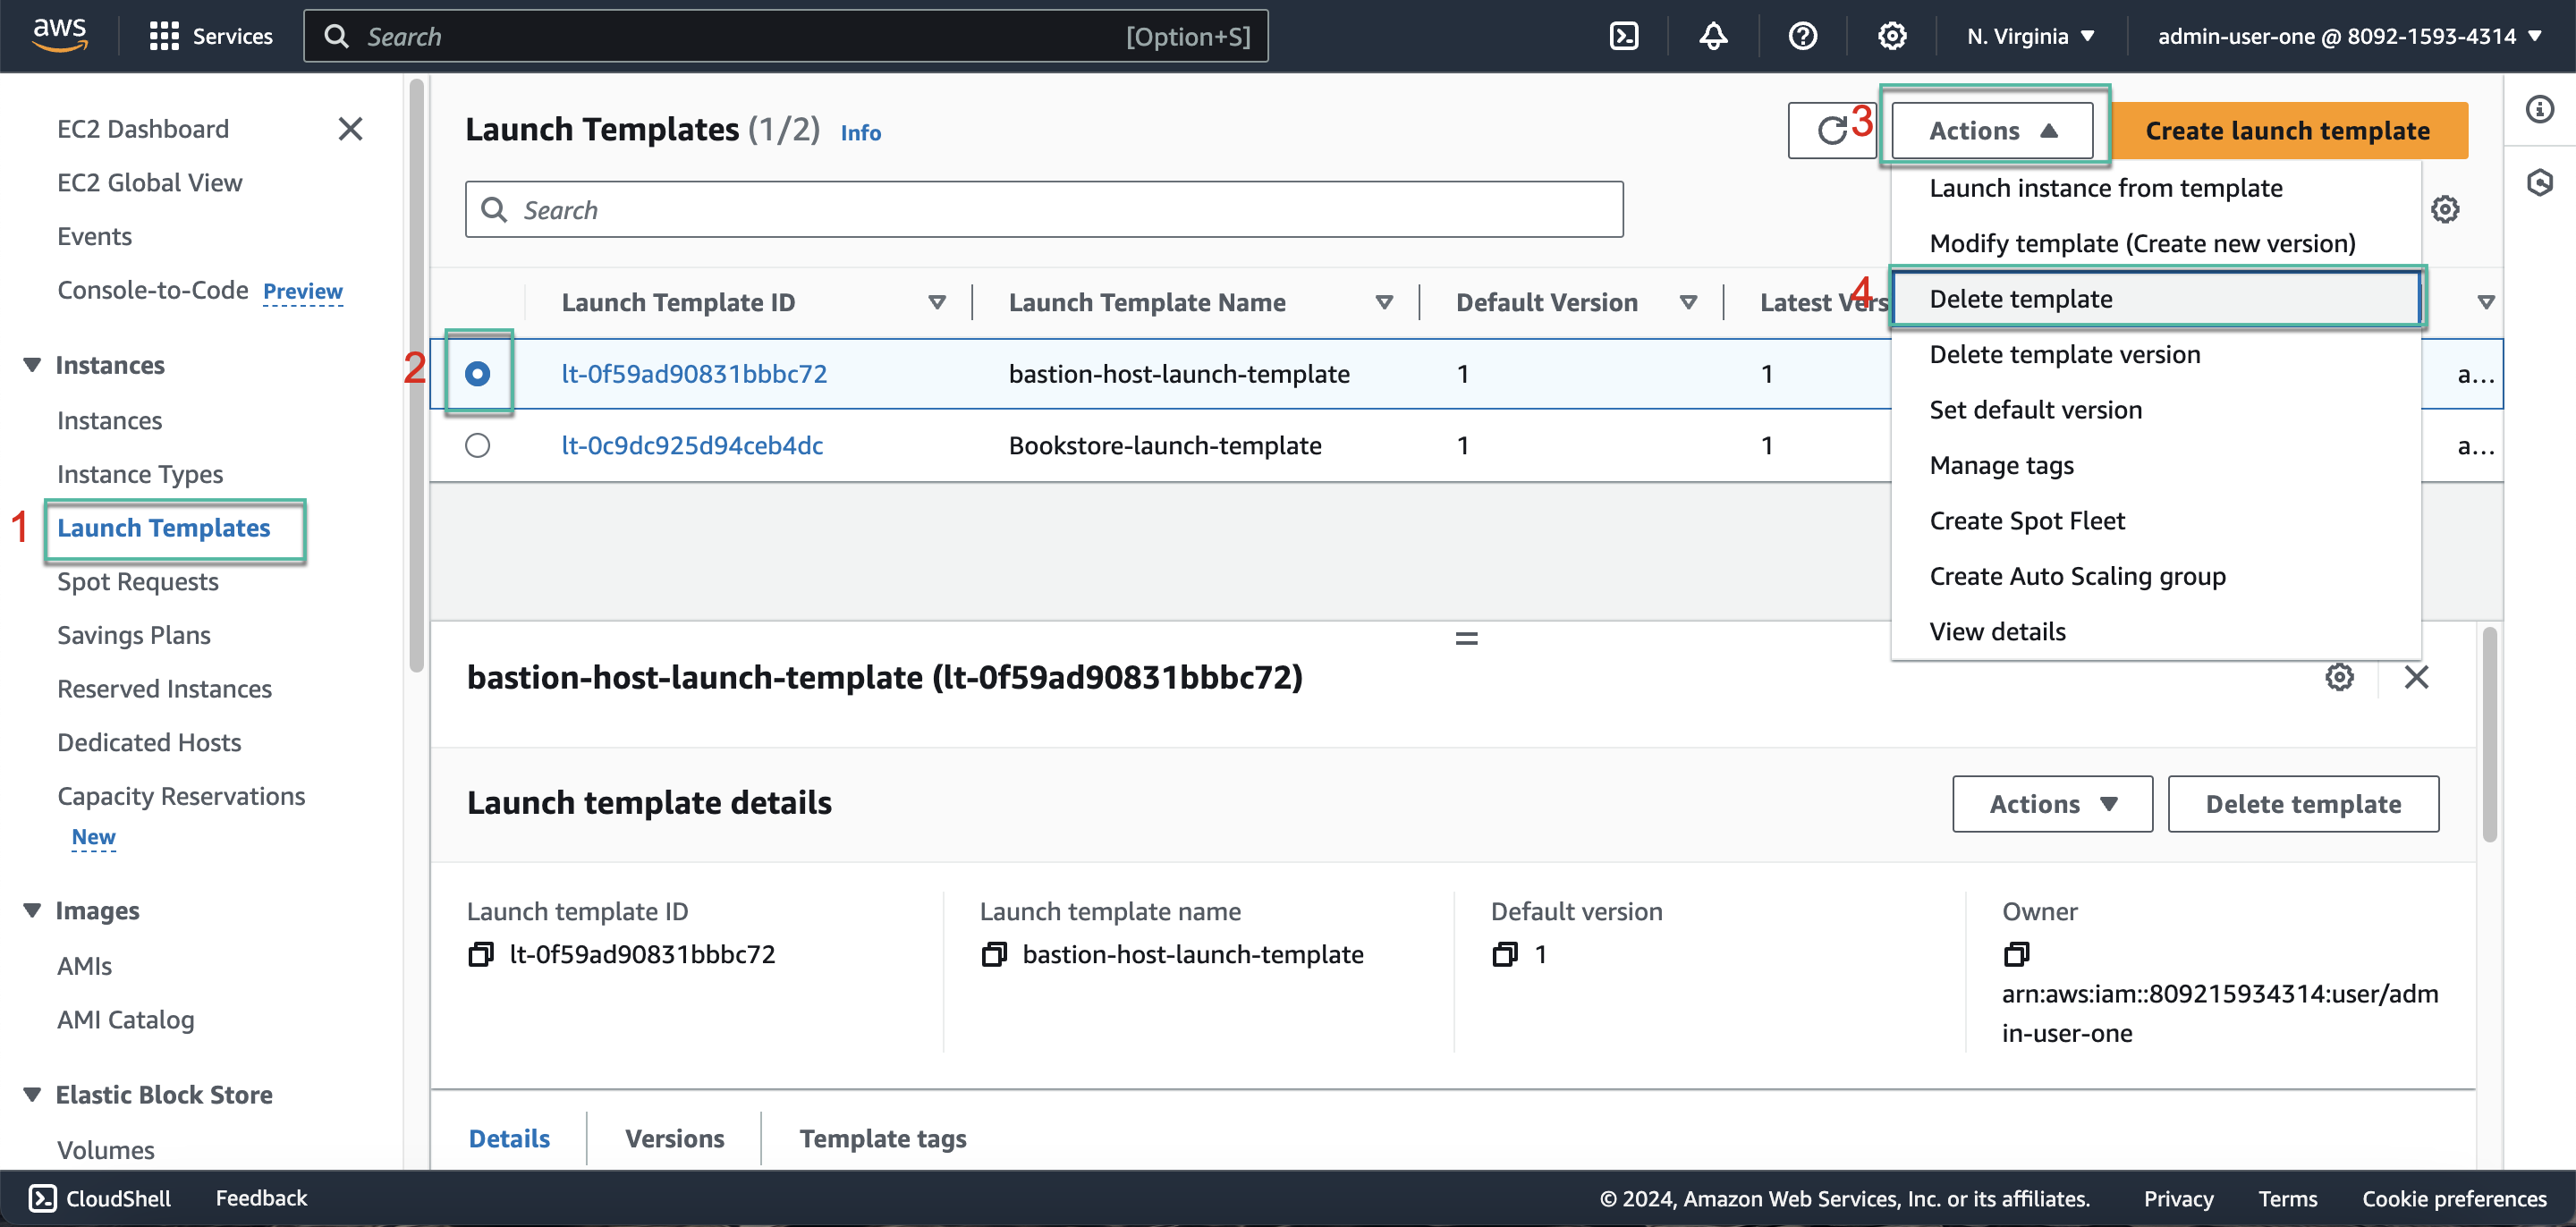 aws
Services
Search
[Option+S]
N. Virginia
admin-user-one @ 8092-1593-4314
EC2 Dashboard
EC2 Global View
Events
Console-to-Code Preview
Instances
Instances
Instance Types
1
Launch Templates
Spot Requests
Savings Plans
Reserved Instances
Dedicated Hosts
Capacity Reservations
New
Images
AMIs
AMI Catalog
Elastic Block Store
Volumes
Launch Templates (1/2) Info
3
Actions
Create launch template
Search
Launch instance from template
Modify template (Create new version)
4
Delete template
Delete template version
Set default version
Manage tags
Create Spot Fleet
Create Auto Scaling group
View details
Launch Template ID
Launch Template Name
Default Version
Latest Vers
2
lt-0f59ad90831bbbc72
bastion-host-launch-template
1
1
a...
lt-0c9dc925d94ceb4dc
Bookstore-launch-template
1
1
a...
bastion-host-launch-template (lt-0f59ad90831bbbc72)
Launch template details
Actions
Delete template
Launch template ID
lt-0f59ad90831bbbc72
Launch template name
bastion-host-launch-template
Default version
1
Owner
arn:aws:iam::809215934314:user/adm
in-user-one
Details
Versions
Template tags
CloudShell
Feedback
© 2024, Amazon Web Services, Inc. or its affiliates.
Privacy
Terms
Cookie preferences